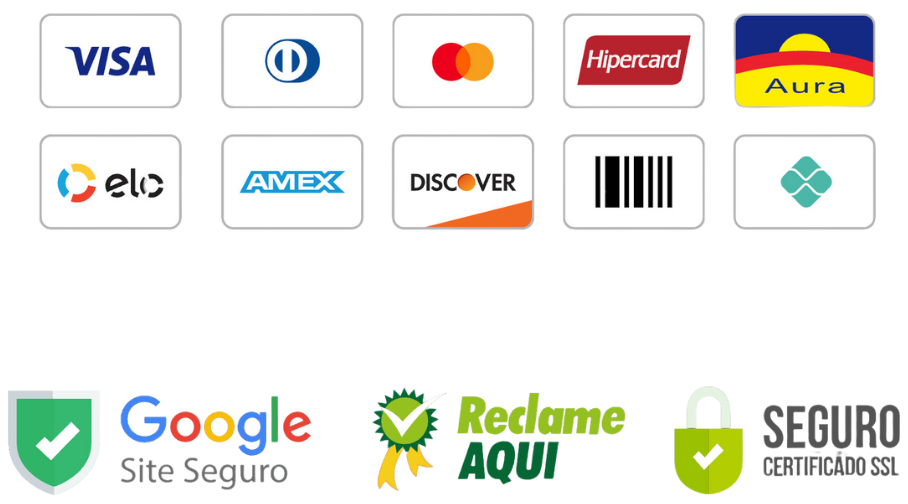 VISA
Hipercard
Aura
elo
AMEX
DISCOVER
Google
Site Seguro
Reclame
AQUI
SEGURO
CERTIFICADO SSL